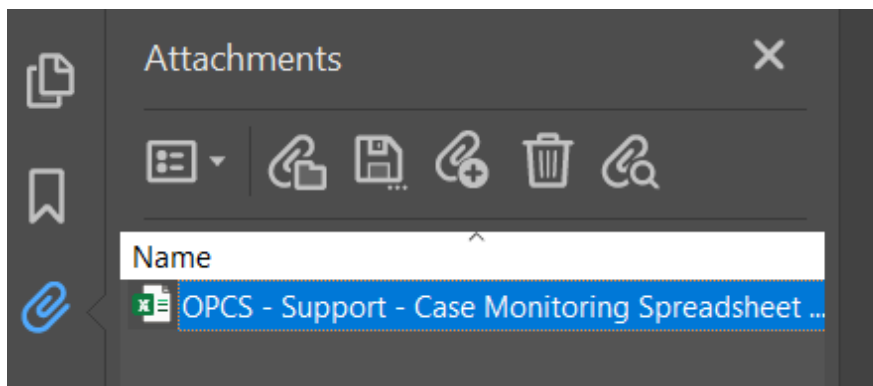 Attachments
Name
OPCS - Support - Case Monitoring Spreadsheet ...